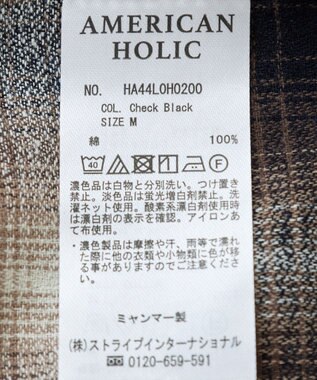 AMERICAN
HOLIC
NO. HA44L0H0200
COL. Check Black
SIZE M
綿 100%
40 F
濃色品は白物と分別洗い。つけ置き
禁止。淡色品は蛍光増白剤禁止。洗
濯ネット使用。酸素系漂白剤の使用
は漂白剤の表示を確認。アイロンあ
て布使用。
・濃色製品は摩擦や汗、雨等で濡れ
た際に他の衣類や小物類に色が移
る事がありますのでご注意くださ
い。
ミャンマー製
(株)ストライプインターナショナル
0120-659-591